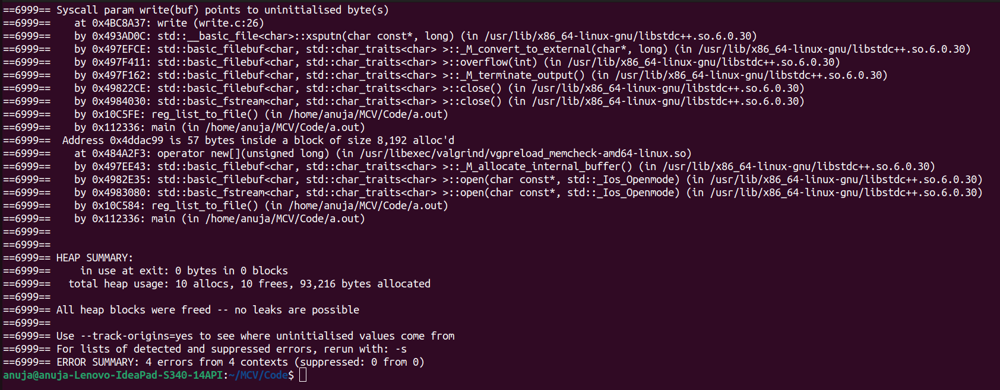 ==6999== Syscall param write(buf) points to uninitialised byte(s)
==6999==    at 0x4BC8A37: write (write.c:26)
==6999==    by 0x493AD0C: std::__basic_file<char>::xsputn(char const*, long) (in /usr/lib/x86_64-linux-gnu/libstdc++.so.6.0.30)
==6999==    by 0x497EFCE: std::basic_filebuf<char, std::char_traits<char> >::_M_convert_to_external(char*, long) (in /usr/lib/x86_64-linux-gnu/libstdc++.so.6.0.30)
==6999==    by 0x497F411: std::basic_filebuf<char, std::char_traits<char> >::overflow(int) (in /usr/lib/x86_64-linux-gnu/libstdc++.so.6.0.30)
==6999==    by 0x497F162: std::basic_filebuf<char, std::char_traits<char> >::_M_terminate_output() (in /usr/lib/x86_64-linux-gnu/libstdc++.so.6.0.30)
==6999==    by 0x49822CE: std::basic_filebuf<char, std::char_traits<char> >::close() (in /usr/lib/x86_64-linux-gnu/libstdc++.so.6.0.30)
==6999==    by 0x4984030: std::basic_fstream<char, std::char_traits<char> >::close() (in /usr/lib/x86_64-linux-gnu/libstdc++.so.6.0.30)
==6999==    by 0x10C5FE: reg_list_to_file() (in /home/anuja/MCV/Code/a.out)
==6999==    by 0x112336: main (in /home/anuja/MCV/Code/a.out)
==6999==  Address 0x4ddac99 is 57 bytes inside a block of size 8,192 alloc'd
==6999==    at 0x484A2F3: operator new[](unsigned long) (in /usr/libexec/valgrind/vgpreload_memcheck-amd64-linux.so)
==6999==    by 0x497EE43: std::basic_filebuf<char, std::char_traits<char> >::_M_allocate_internal_buffer() (in /usr/lib/x86_64-linux-gnu/libstdc++.so.6.0.30)
==6999==    by 0x4982E35: std::basic_filebuf<char, std::char_traits<char> >::open(char const*, std::_Ios_Openmode) (in /usr/lib/x86_64-linux-gnu/libstdc++.so.6.0.30)
==6999==    by 0x4983080: std::basic_fstream<char, std::char_traits<char> >::open(char const*, std::_Ios_Openmode) (in /usr/lib/x86_64-linux-gnu/libstdc++.so.6.0.30)
==6999==    by 0x10C584: reg_list_to_file() (in /home/anuja/MCV/Code/a.out)
==6999==    by 0x112336: main (in /home/anuja/MCV/Code/a.out)
==6999==
==6999==
==6999== HEAP SUMMARY:
==6999==     in use at exit: 0 bytes in 0 blocks
==6999==   total heap usage: 10 allocs, 10 frees, 93,216 bytes allocated
==6999==
==6999== All heap blocks were freed -- no leaks are possible
==6999==
==6999== Use --track-origins=yes to see where uninitialised values come from
==6999== For lists of detected and suppressed errors, rerun with: -s
==6999== ERROR SUMMARY: 4 errors from 4 contexts (suppressed: 0 from 0)
anuja@anuja-Lenovo-IdeaPad-S340-14API:~/MCV/Code$